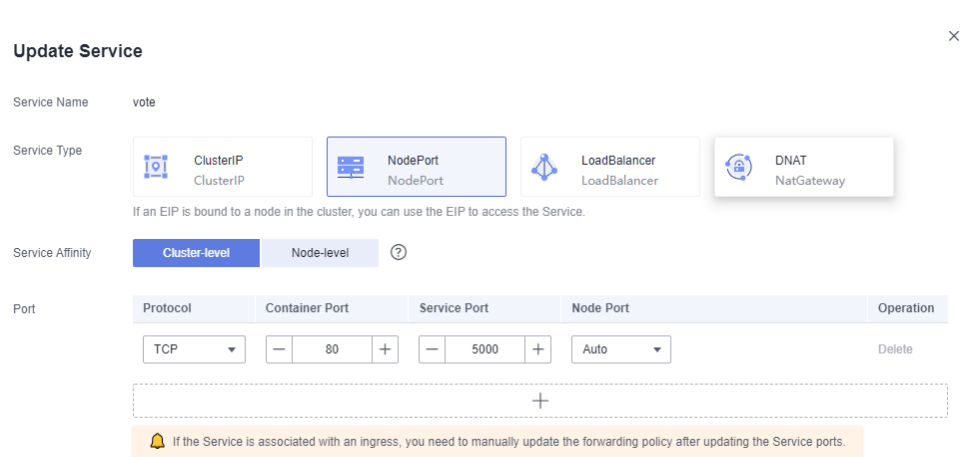 Update Service
Service Name vote
Service Type
ClusterIP NodePort LoadBalancer DNAT
ClusterIP NodePort LoadBalancer NatGateway
If an EIP is bound to a node in the cluster, you can use the EIP to access the Service.
Service Affinity Cluster-level Node-level ?
Port Protocol Container Port Service Port Node Port Operation
TCP 80 5000 Auto Delete
If the Service is associated with an ingress, you need to manually update the forwarding policy after updating the Service ports.